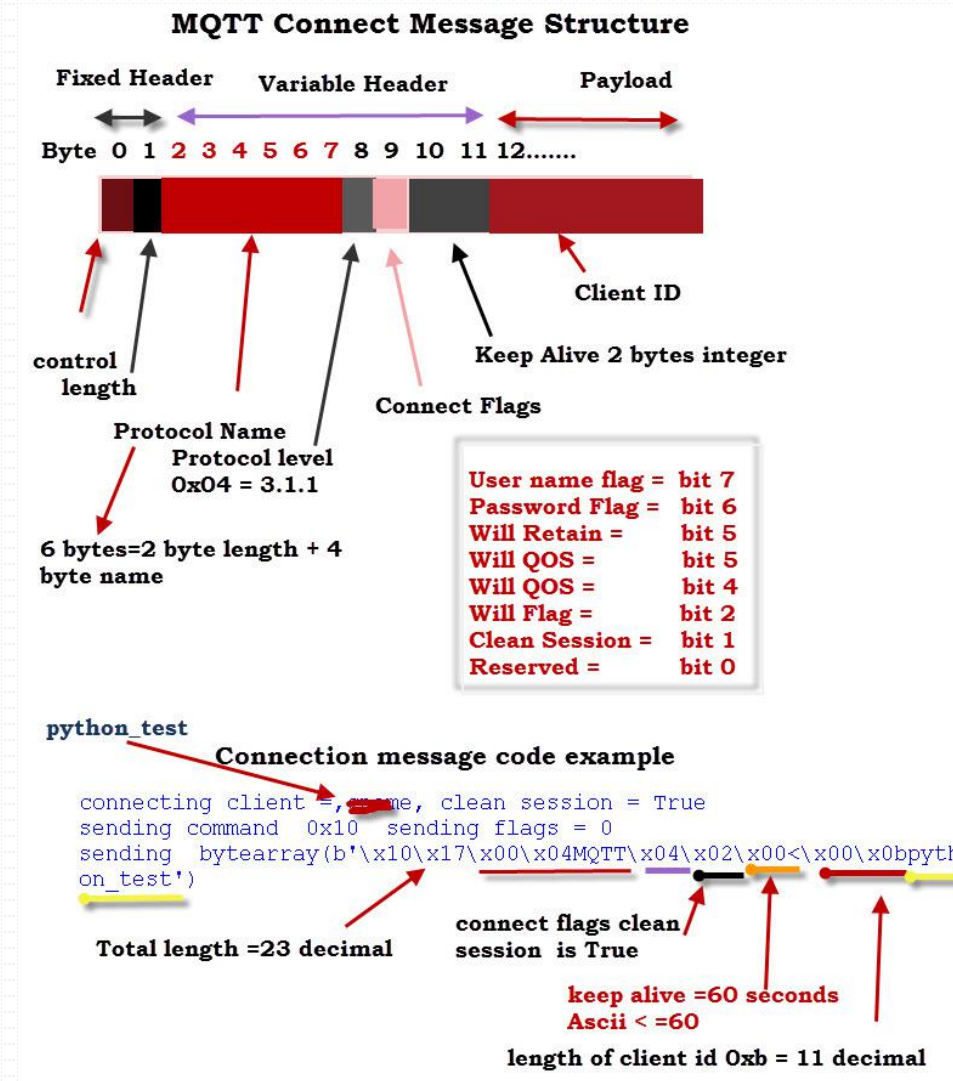 MQTT Connect Message Structure
Fixed Header
Variable Header
Payload
Byte 0 1 2 3 4 5 6 7 8 9 10 11 12.......
Client ID
control
length
Keep Alive 2 bytes integer
Connect Flags
Protocol Name
Protocol level
0x04 = 3.1.1
6 bytes=2 byte length + 4
byte name
User name flag = bit 7
Password Flag = bit 6
Will Retain = bit 5
Will QOS = bit 5
Will QOS = bit 4
Will Flag = bit 2
Clean Session = bit 1
Reserved = bit 0
python_test
Connection message code example
connecting client =, me, clean session = True
sending command 0x10 sending flags = 0
sending bytearray(b'\x10\x17\x00\x04MQTT\x04\x02\x00<\x00\x0bpyth
on_test')
Total length =23 decimal
connect flags clean
session is True
keep alive =60 seconds
Ascii < =60
length of client id 0xb = 11 decimal